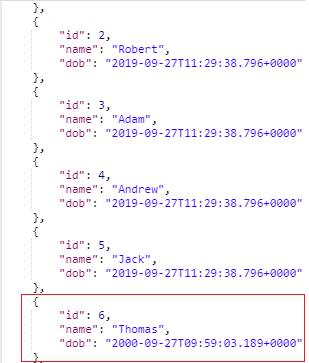 },
{
"id": 2,
"name": "Robert",
"dob": "2019-09-27T11:29:38.796+0000"
},
{
"id": 3,
"name": "Adam",
"dob": "2019-09-27T11:29:38.796+0000"
},
{
"id": 4,
"name": "Andrew",
"dob": "2019-09-27T11:29:38.796+0000"
},
{
"id": 5,
"name": "Jack",
"dob": "2019-09-27T11:29:38.796+0000"
},
{
"id": 6,
"name": "Thomas",
"dob": "2000-09-27T09:59:03.189+0000"
},